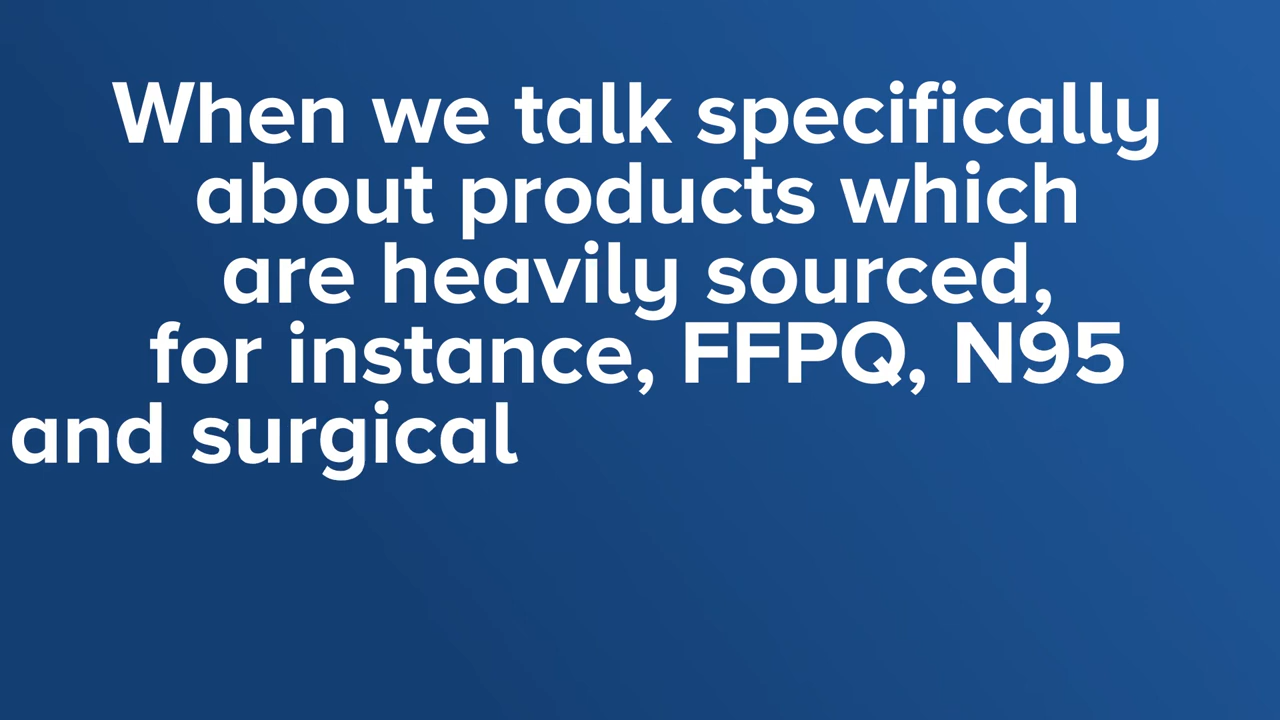 When we talk specifically
about products which
are heavily sourced,
for instance, FFPQ, N95
and surgical